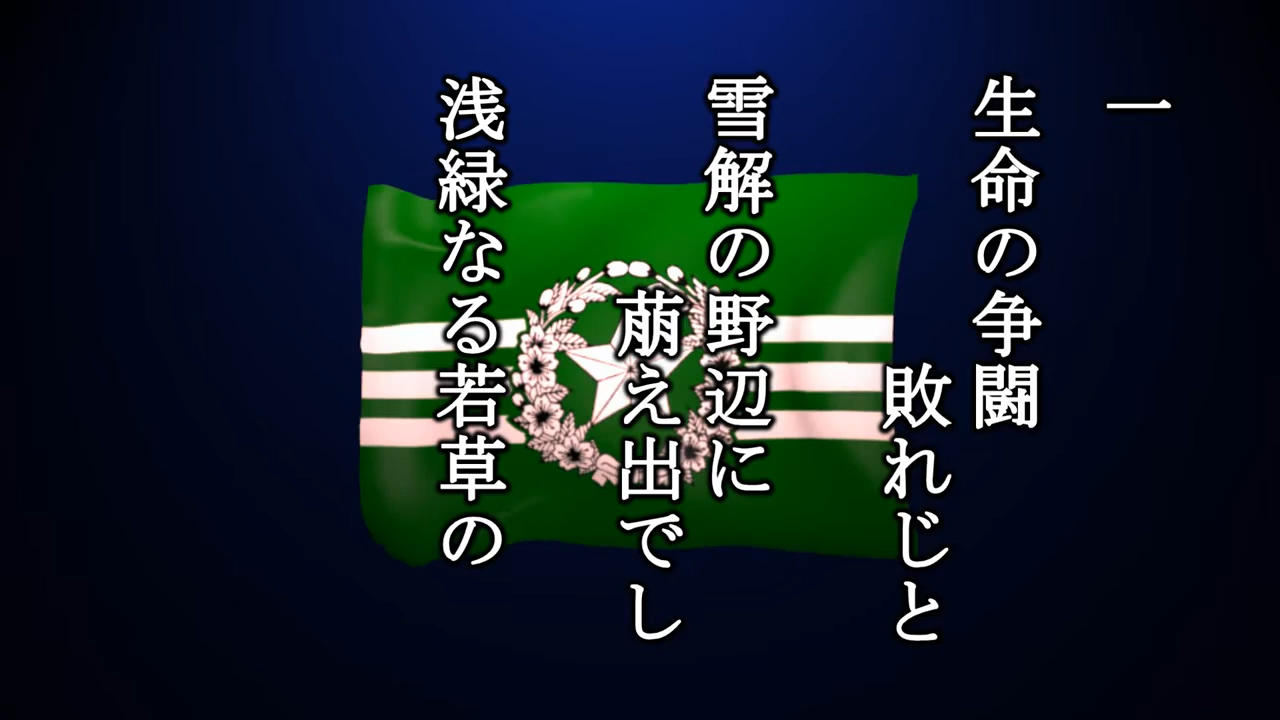 一
生命の争闘
敗れじと
雪解の野辺に
萠え出でし
浅緑なる若草の